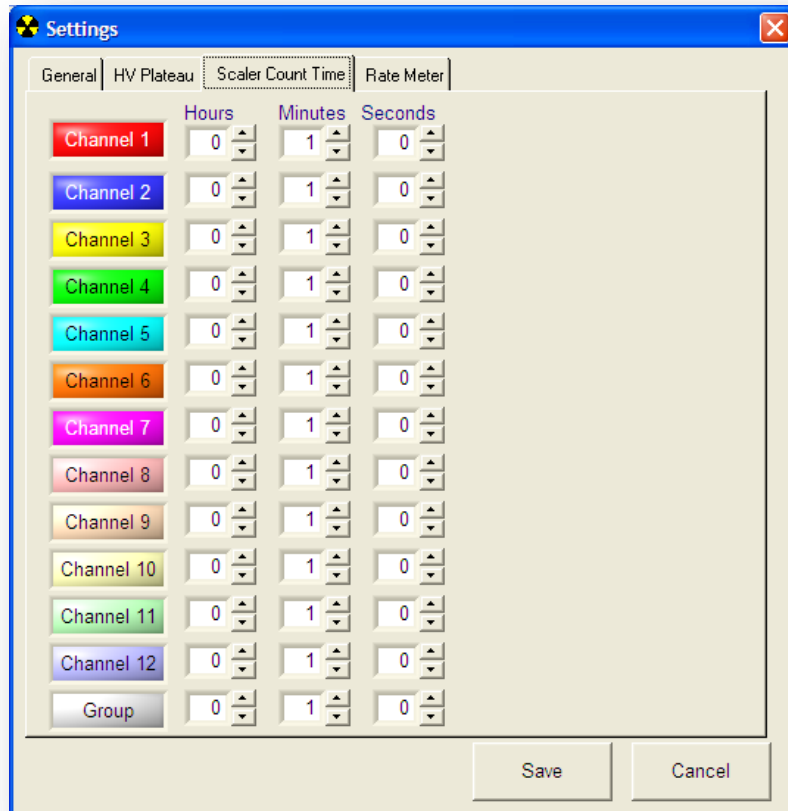 Settings
General HV Plateau Scaler Count Time Rate Meter
Hours Minutes Seconds
Channel 1 0 1 0
Channel 2 0 1 0
Channel 3 0 1 0
Channel 4 0 1 0
Channel 5 0 1 0
Channel 6 0 1 0
Channel 7 0 1 0
Channel 8 0 1 0
Channel 9 0 1 0
Channel 10 0 1 0
Channel 11 0 1 0
Channel 12 0 1 0
Group 0 1 0
Save Cancel